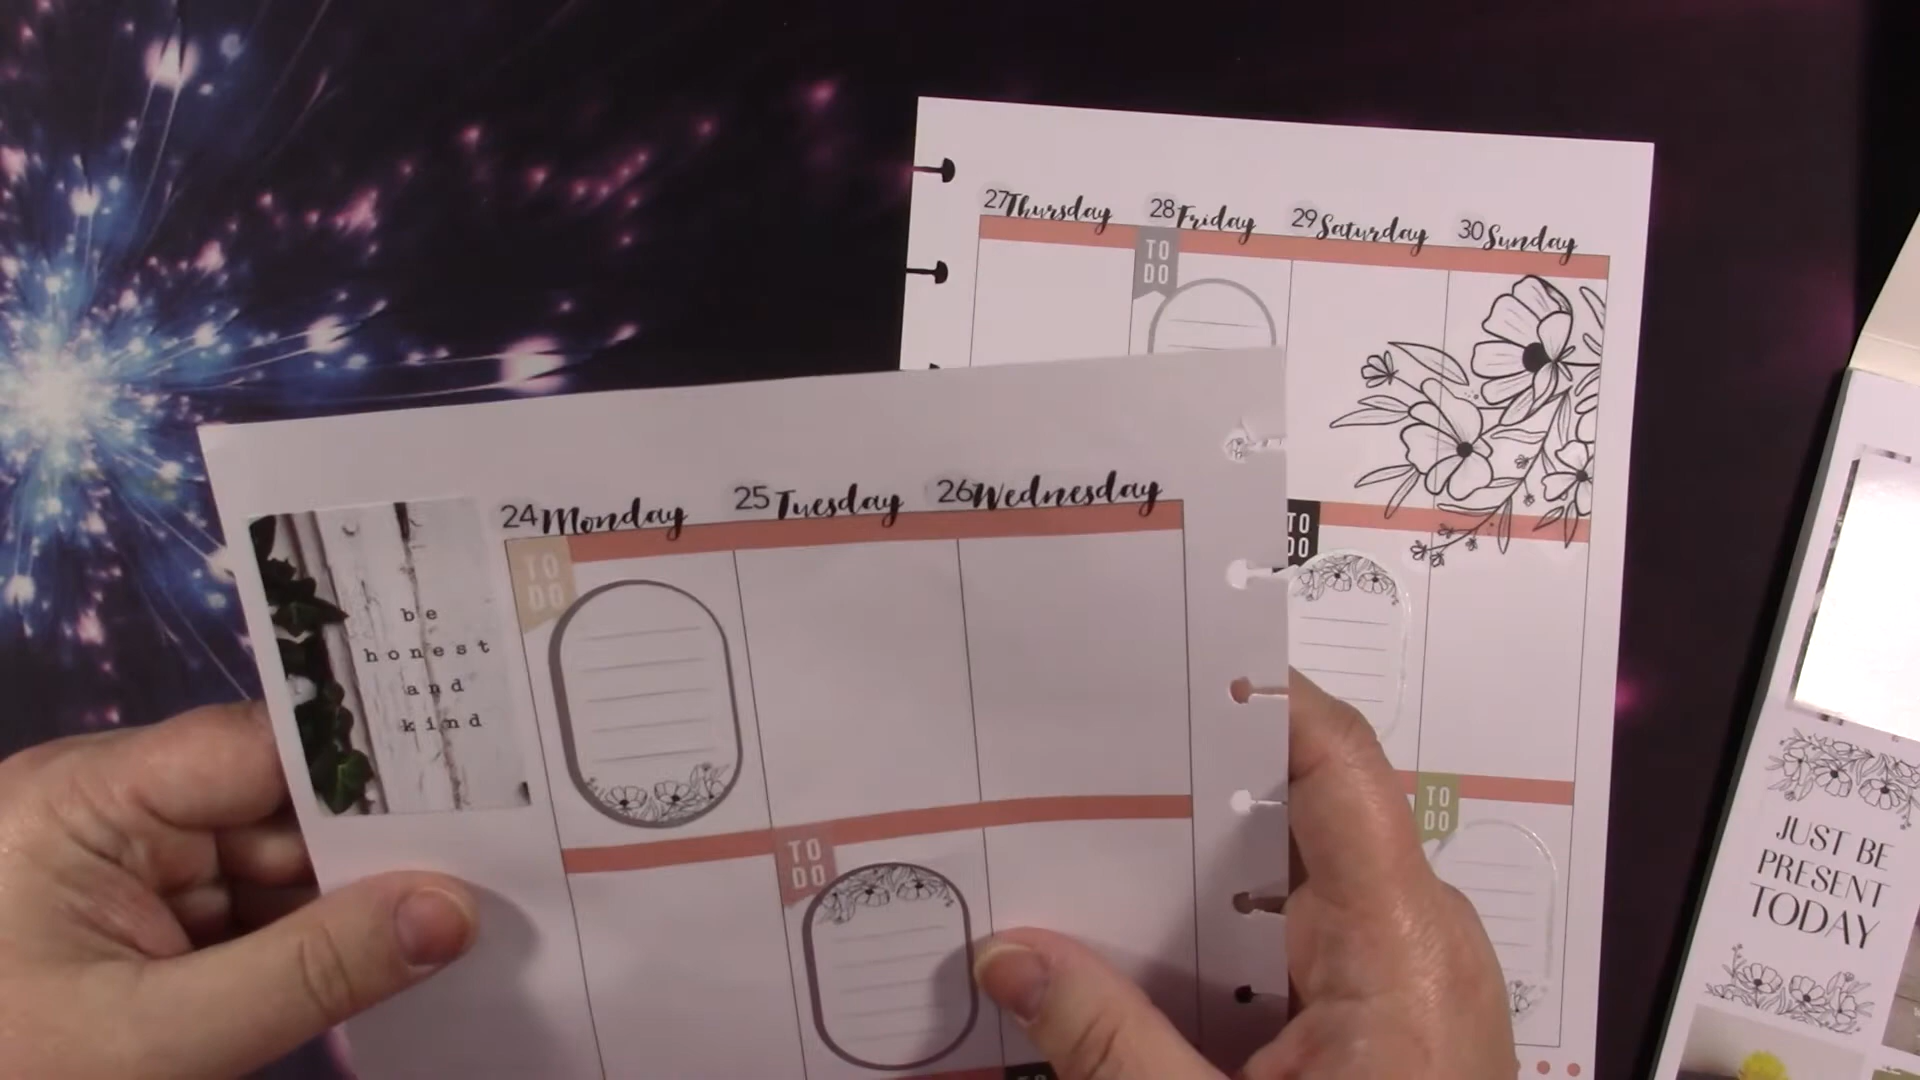 27 Thursday 28 Friday 29 Saturday 30 Sunday
TO
DO
24 Monday 25 Tuesday 26 Wednesday
TO
DO
be
honest
and
kind
TO
DO
TO
DO
TO
DO
JUST BE
PRESENT
TODAY
TO